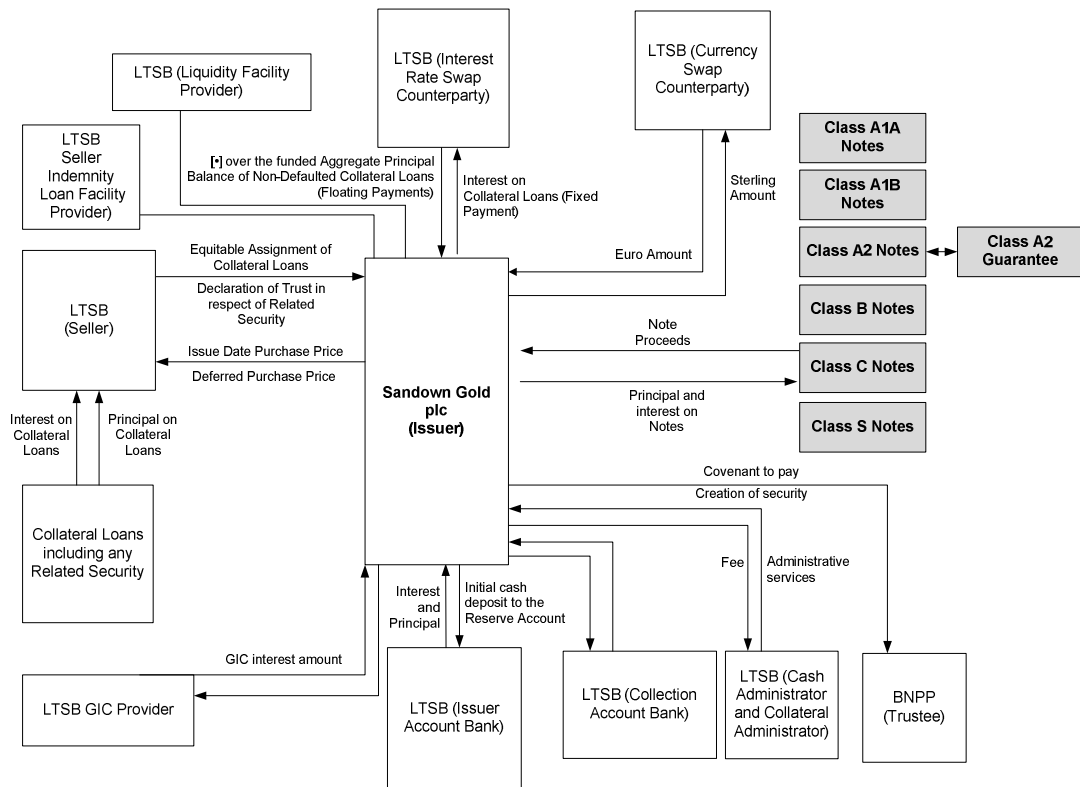 LTSB (Liquidity Facility
Provider)
LTSB (Interest
Rate Swap
Counterparty)
LTSB (Currency
Swap
Counterparty)
LTSB
Seller
Indemnity
Loan Facility
Provider)
[•] over the funded Aggregate Principal
Balance of Non-Defaulted Collateral Loans
(Floating Payments)
Interest on
Collateral Loans (Fixed
Payment)
Sterling
Amount
Euro Amount
Class A1A
Notes
Class A1B
Notes
Class A2 Notes
Class A2
Guarantee
Class B Notes
Class C Notes
Class S Notes
Equitable Assignment of
Collateral Loans
Declaration of Trust in
respect of Related
Security
LTSB
(Seller)
Issue Date Purchase Price
Deferred Purchase Price
Sandown Gold
plc
(Issuer)
Note
Proceeds
Principal and
interest on
Notes
Interest on
Collateral
Loans
Principal on
Collateral
Loans
Collateral Loans
including any
Related Security
Covenant to pay
Creation of security
Fee
Administrative
services
Interest
and
Principal
Initial cash
deposit to the
Reserve Account
GIC interest amount
LTSB GIC Provider
LTSB (Issuer
Account Bank)
LTSB (Collection
Account Bank)
LTSB (Cash
Administrator
and Collateral
Administrator)
BNPP
(Trustee)